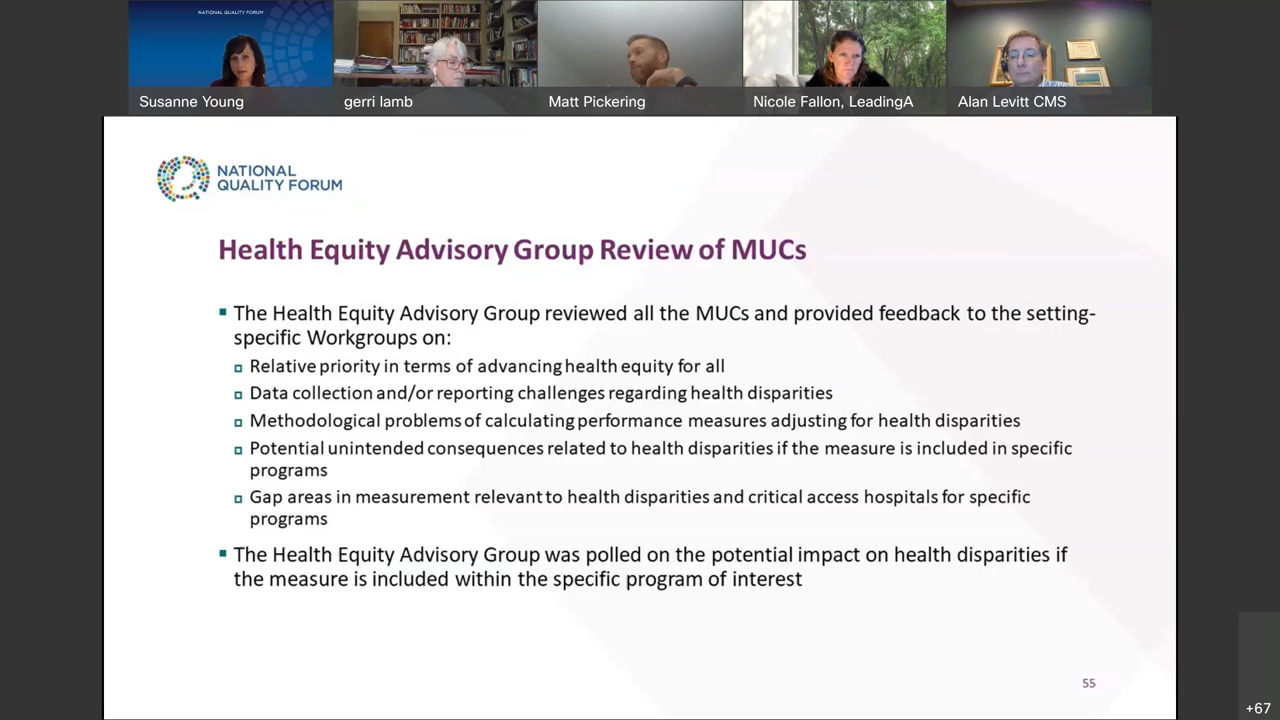 NATIONAL QUALITY FORUM
Susanne Young
gerri lamb
Matt Pickering
Nicole Fallon, LeadingA
Alan Levitt CMS
NATIONAL
QUALITY FORUM
Health Equity Advisory Group Review of MUCs
The Health Equity Advisory Group reviewed all the MUCs and provided feedback to the setting-
specific Workgroups on:
Relative priority in terms of advancing health equity for all
Data collection and/or reporting challenges regarding health disparities
Methodological problems of calculating performance measures adjusting for health disparities
Potential unintended consequences related to health disparities if the measure is included in specific
programs
Gap areas in measurement relevant to health disparities and critical access hospitals for specific
programs
The Health Equity Advisory Group was polled on the potential impact on health disparities if
the measure is included within the specific program of interest
55
+67